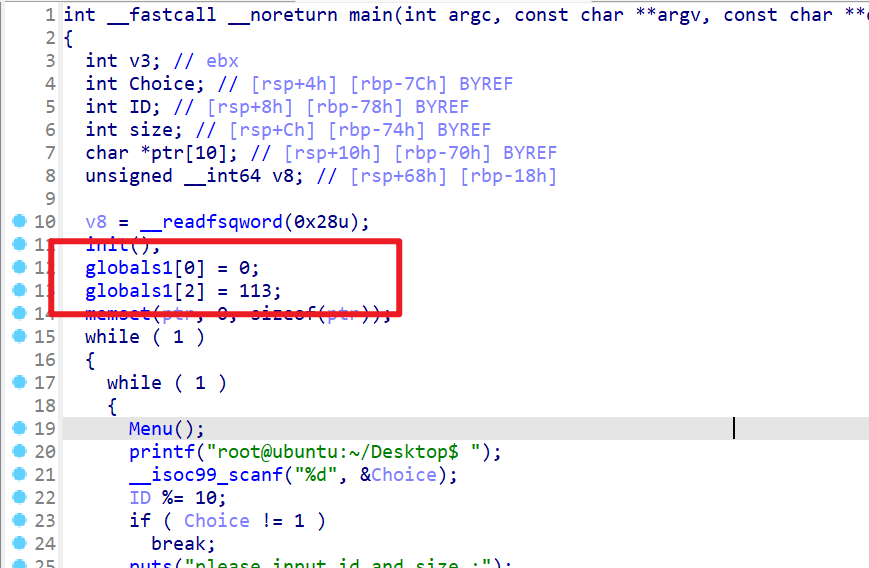 1 int __fastcall __noreturn main(int argc, const char **argv, const char **
2 {
3 int v3; // ebx
4 int Choice; // [rsp+4h] [rbp-7Ch] BYREF
5 int ID; // [rsp+8h] [rbp-78h] BYREF
6 int size; // [rsp+Ch] [rbp-74h] BYREF
7 char *ptr[10]; // [rsp+10h] [rbp-70h] BYREF
8 unsigned __int64 v8; // [rsp+68h] [rbp-18h]
9
10 v8 = __readfsqword(0x28u);
11 init();
12 globals1[0] = 0;
13 globals1[2] = 113;
14 memset(ptr, 0, sizeof(ptr));
15 while ( 1 )
16 {
17 while ( 1 )
18 {
19 Menu();
20 printf("root@ubuntu:~/Desktop$ ");
21 __isoc99_scanf("%d", &Choice);
22 ID %= 10;
23 if ( Choice != 1 )
24 break;
25 puts("please input id and size :");